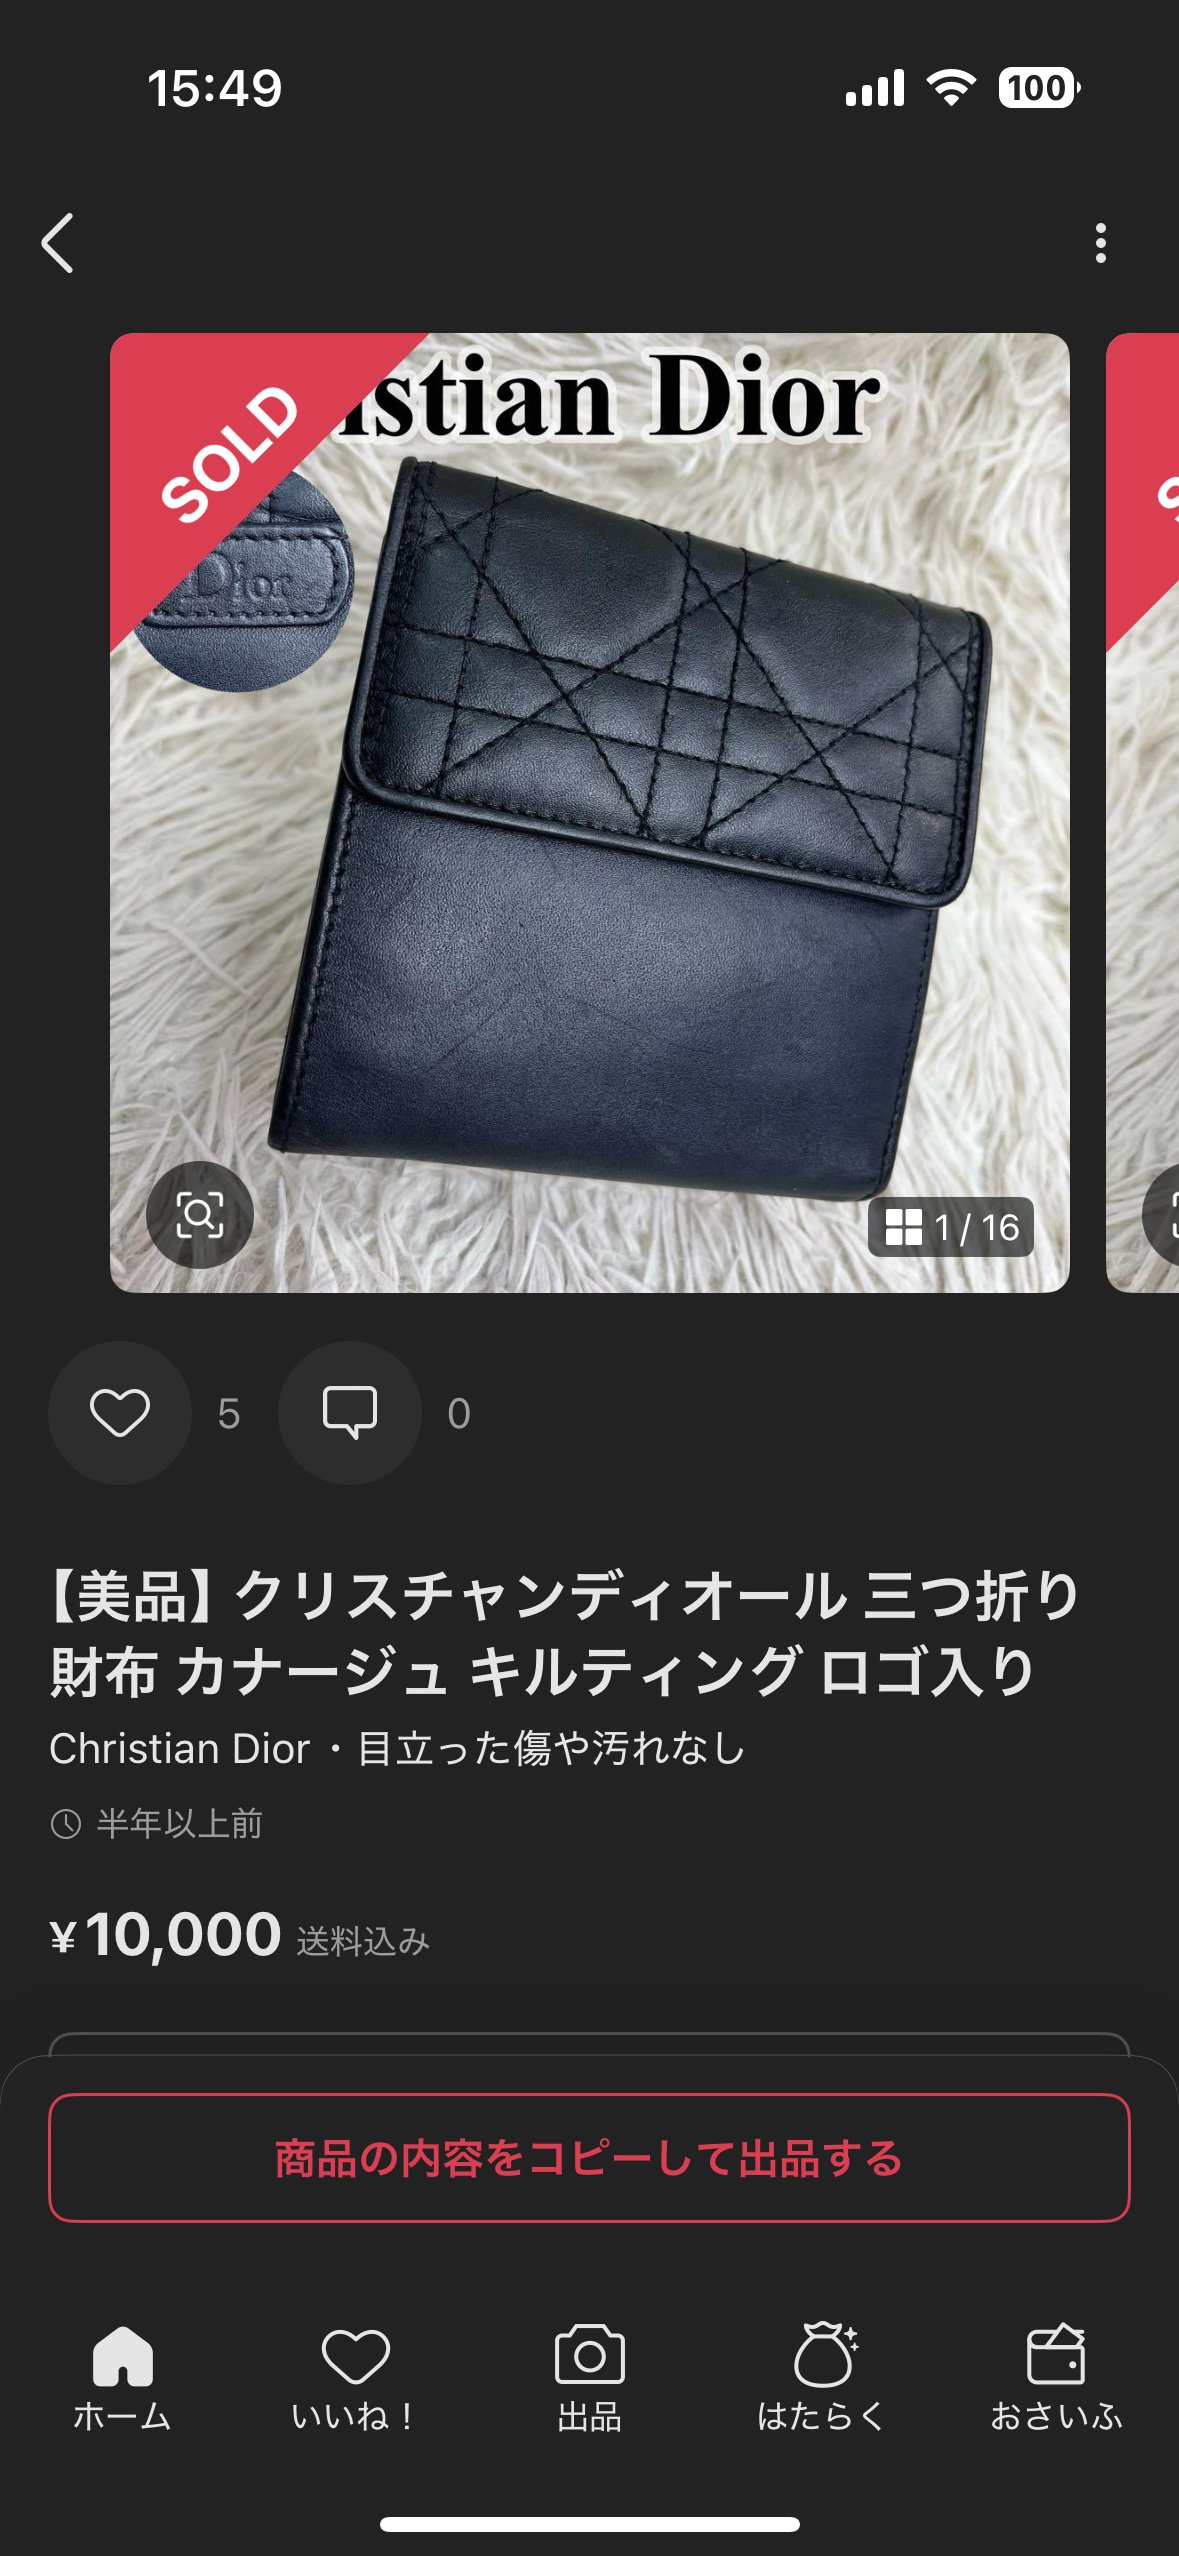 15:49
100
istian Dior
SOLD
Dior
1 / 16
5
0
【美品】クリスチャンディオール 三つ折り
財布 カナージュ キルティング ロゴ入り
Christian Dior・目立った傷や汚れなし
半年以上前
¥10,000 送料込み
商品の内容をコピーして出品する
ホーム
いいね！
出品
はたらく
おさいふ